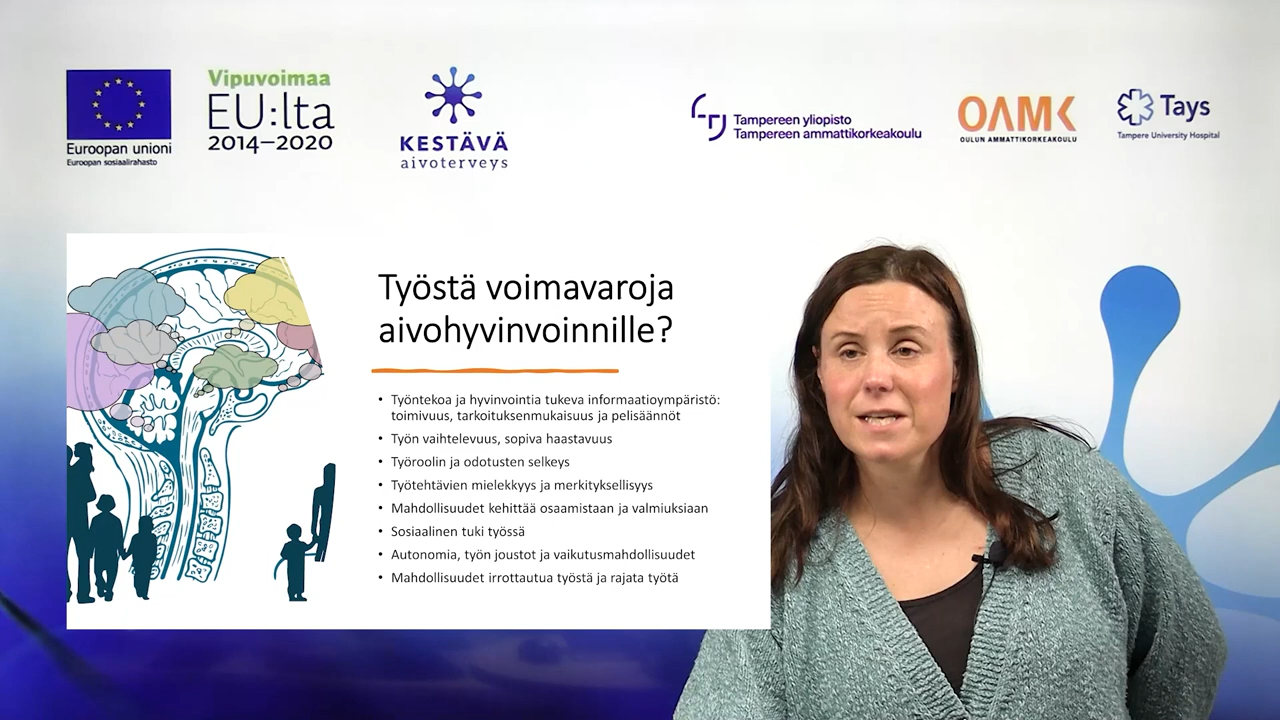 Euroopan unioni
Euroopan sosiaalirahasto
Vipuvoimaa
EU:lta
2014–2020
KESTÄVÄ
aivoterveys
Tampereen yliopisto
Tampereen ammattikorkeakoulu
OAMK
OULUN AMMATTIKORKEAKOULU
Tays
Tampere University Hospital
Työstä voimavaroja
aivohyvinvoinnille?
• Työntekoa ja hyvinvointia tukeva informaatioympäristö:
toimivuus, tarkoituksenmukaisuus ja pelisäännöt
• Työn vaihtelevuus, sopiva haastavuus
• Työroolin ja odotusten selkeys
• Työtehtävien mielekkyys ja merkityksellisyys
• Mahdollisuudet kehittää osaamistaan ja valmiuksiaan
• Sosiaalinen tuki työssä
• Autonomia, työn joustot ja vaikutusmahdollisuudet
• Mahdollisuudet irrottautua työstä ja rajata työtä